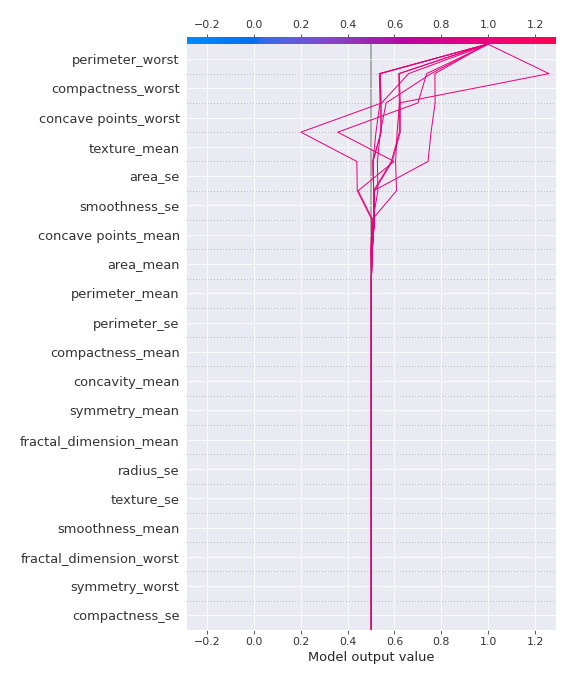 −0.2 0.0 0.2 0.4 0.6 0.8 1.0 1.2
perimeter_worst
compactness_worst
concave points_worst
texture_mean
area_se
smoothness_se
concave points_mean
area_mean
perimeter_mean
perimeter_se
compactness_mean
concavity_mean
symmetry_mean
fractal_dimension_mean
radius_se
texture_se
smoothness_mean
fractal_dimension_worst
symmetry_worst
compactness_se
−0.2 0.0 0.2 0.4 0.6 0.8 1.0 1.2
Model output value